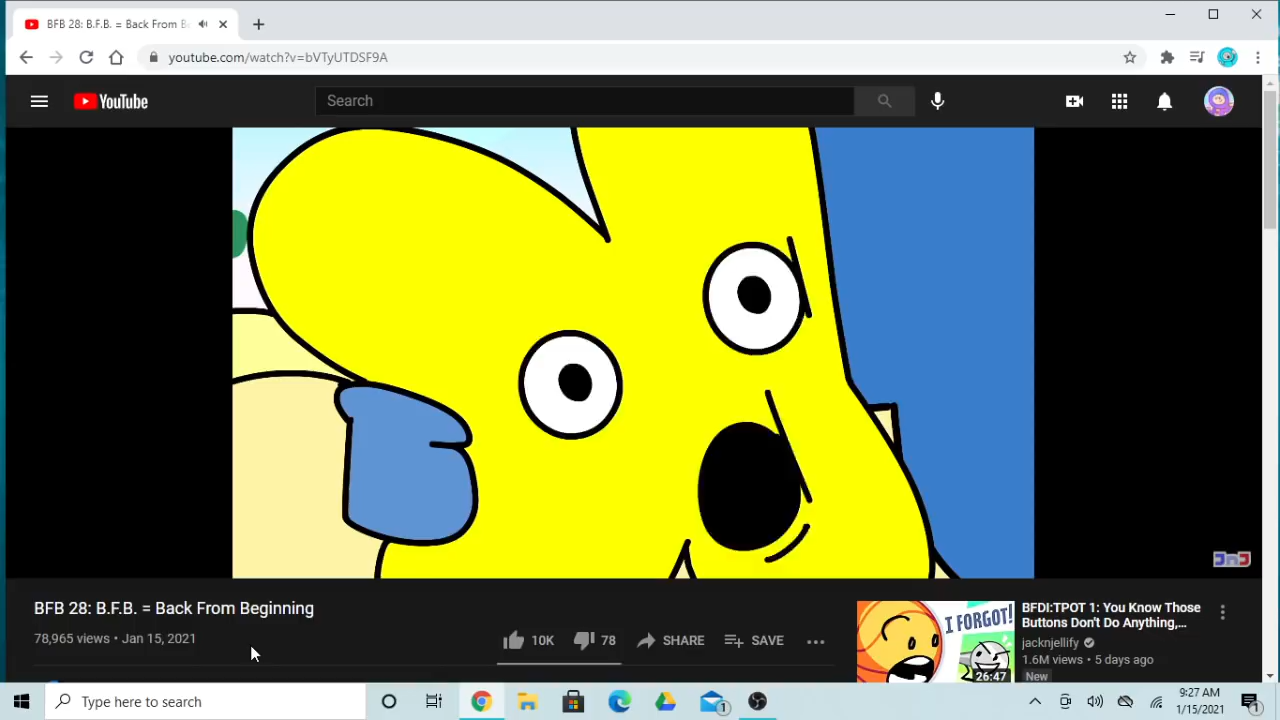 BFB 28: B.F.B. = Back From B
youtube.com/watch?v=bVTyUTDSF9A
YouTube
Search
BFB 28: B.F.B. = Back From Beginning
78,965 views • Jan 15, 2021
10K
78
SHARE
SAVE
I FORGOT!
26:47
BFDI:TPOT 1: You Know Those
Buttons Don't Do Anything,...
jacknjellify
1.6M views • 5 days ago
New
Type here to search
1
9:27 AM
1/15/2021
1